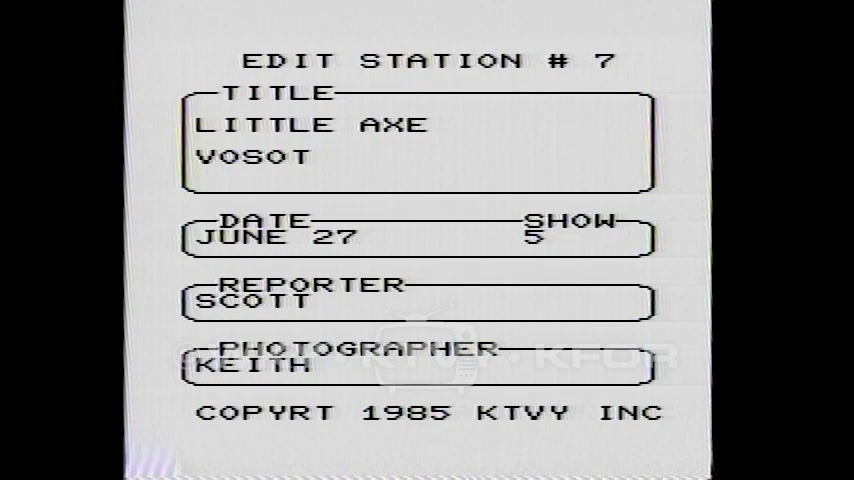 EDIT STATION # 7
TITLE
LITTLE AXE
VOSOT
DATE SHOW
JUNE 27 5
REPORTER
SCOTT
PHOTOGRAPHER
KEITH
KTVY • KFOR
COPYRT 1985 KTVY INC